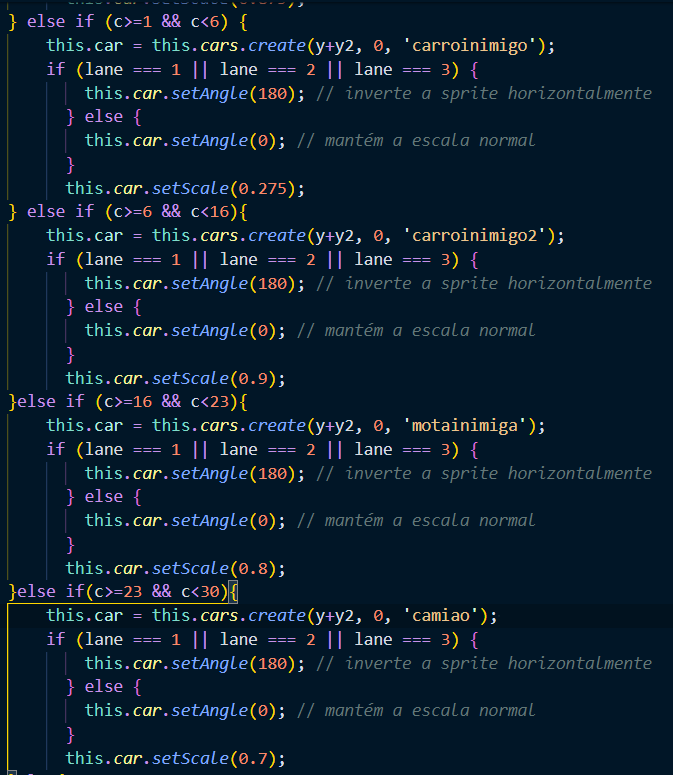 } else if (c>=1 && c<6) {
this.car = this.cars.create(y+y2, 0, 'carroinimigo');
if (lane === 1 || lane === 2 || lane === 3) {
this.car.setAngle(180); // inverte a sprite horizontalmente
} else {
this.car.setAngle(0); // mantém a escala normal
}
this.car.setScale(0.275);
} else if (c>=6 && c<16){
this.car = this.cars.create(y+y2, 0, 'carroinimigo2');
if (lane === 1 || lane === 2 || lane === 3) {
this.car.setAngle(180); // inverte a sprite horizontalmente
} else {
this.car.setAngle(0); // mantém a escala normal
}
this.car.setScale(0.9);
}else if (c>=16 && c<23){
this.car = this.cars.create(y+y2, 0, 'motainimiga');
if (lane === 1 || lane === 2 || lane === 3) {
this.car.setAngle(180); // inverte a sprite horizontalmente
} else {
this.car.setAngle(0); // mantém a escala normal
}
this.car.setScale(0.8);
}else if(c>=23 && c<30){
this.car = this.cars.create(y+y2, 0, 'camiao');
if (lane === 1 || lane === 2 || lane === 3) {
this.car.setAngle(180); // inverte a sprite horizontalmente
} else {
this.car.setAngle(0); // mantém a escala normal
}
this.car.setScale(0.7);